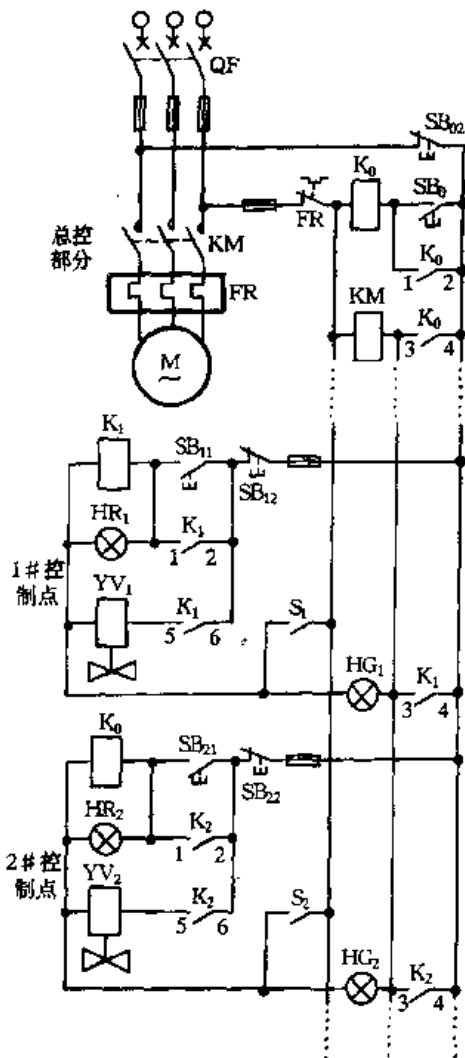 QF
SB02
K0
SB0
FR
总控
部分
KM
K0
1 2
FR
KM
K0
3 4
M
~
K1
SB11
SB12
HR1
K1
1 2
1#控
制点
YV1
K1
5 6
S1
HG1
K1
3 4
K0
SB21
SB22
HR2
K2
1 2
2#控
制点
YV2
K2
5 6
S2
HG2
K2
3 4